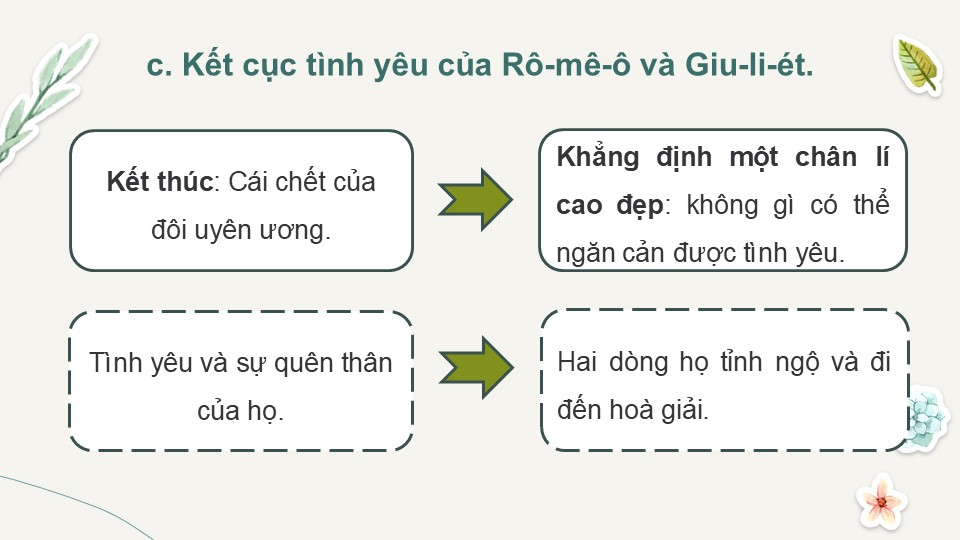 c. Kết cục tình yêu của Rô-mê-ô và Giu-li-ét.
Kết thúc: Cái chết của
đôi uyên ương.
Khẳng định một chân lí
cao đẹp: không gì có thể
ngăn cản được tình yêu.
Tình yêu và sự quên thân
của họ.
Hai dòng họ tỉnh ngộ và đi
đến hoà giải.